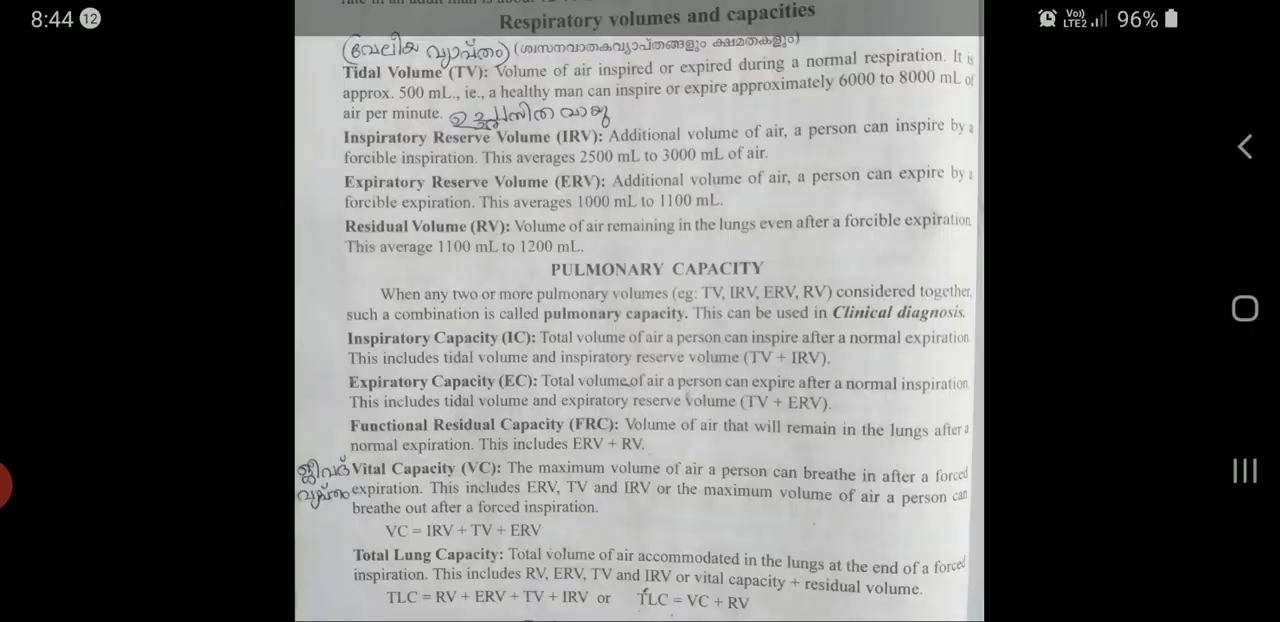 8:44 12
Vo)) LTE2 96%
Respiratory volumes and capacities
(വേലിയ വ്യാപ്തം) (ശ്വസനവാതകവ്യാപ്തങ്ങളും ക്ഷമതകളും)
Tidal Volume (TV): Volume of air inspired or expired during a normal respiration. It is
approx. 500 mL., ie., a healthy man can inspire or expire approximately 6000 to 8000 mL of
air per minute. വായു
Inspiratory Reserve Volume (IRV): Additional volume of air, a person can inspire by a
forcible inspiration. This averages 2500 mL to 3000 mL of air.
Expiratory Reserve Volume (ERV): Additional volume of air, a person can expire by a
forcible expiration. This averages 1000 mL to 1100 mL.
Residual Volume (RV): Volume of air remaining in the lungs even after a forcible expiration
This average 1100 mL to 1200 mL.
PULMONARY CAPACITY
When any two or more pulmonary volumes (eg: TV, IRV, ERV, RV) considered together,
such a combination is called pulmonary capacity. This can be used in Clinical diagnosis.
Inspiratory Capacity (IC): Total volume of air a person can inspire after a normal expiration
This includes tidal volume and inspiratory reserve volume (TV + IRV).
Expiratory Capacity (EC): Total volume of air a person can expire after a normal inspiration
This includes tidal volume and expiratory reserve volume (TV + ERV).
Functional Residual Capacity (FRC): Volume of air that will remain in the lungs after a
normal expiration. This includes ERV + RV.
Vital Capacity (VC): The maximum volume of air a person can breathe in after a forced
expiration. This includes ERV, TV and IRV or the maximum volume of air a person can
breathe out after a forced inspiration.
VC = IRV + TV + ERV
Total Lung Capacity: Total volume of air accommodated in the lungs at the end of a forced
inspiration. This includes RV, ERV, TV and IRV or vital capacity + residual volume.
TLC = RV + ERV + TV + IRV or TLC = VC + RV